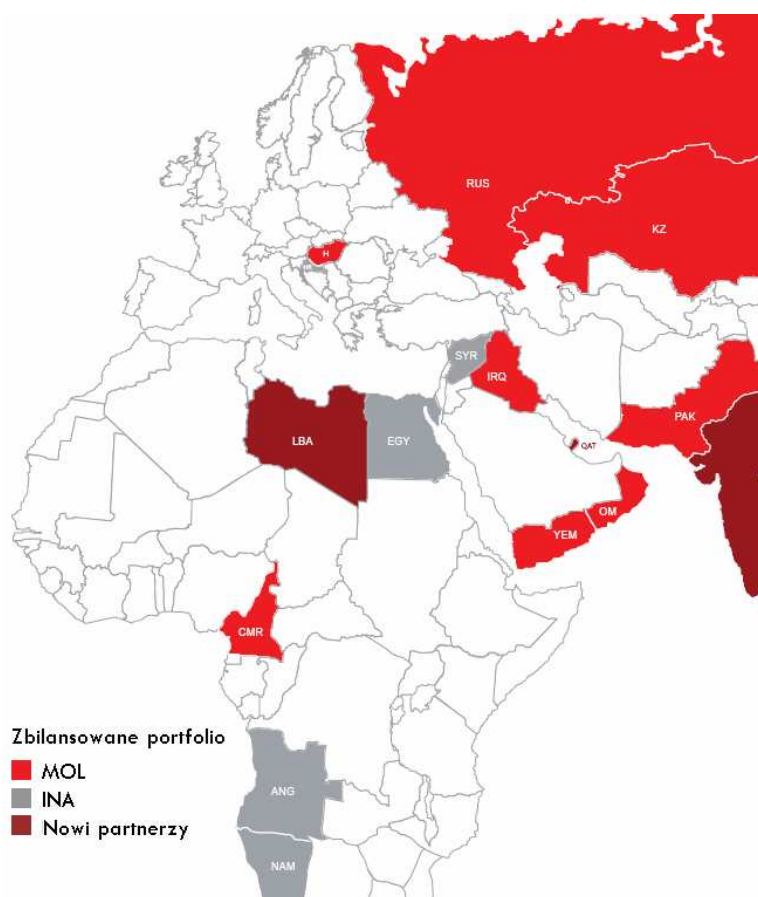 RUS
KZ
H
SYR
IRQ
PAK
LBA
EGY
QAT
OM
YEM
CMR
Zbilansowane portfolio
MOL
INA
Nowi partnerzy
ANG
NAM